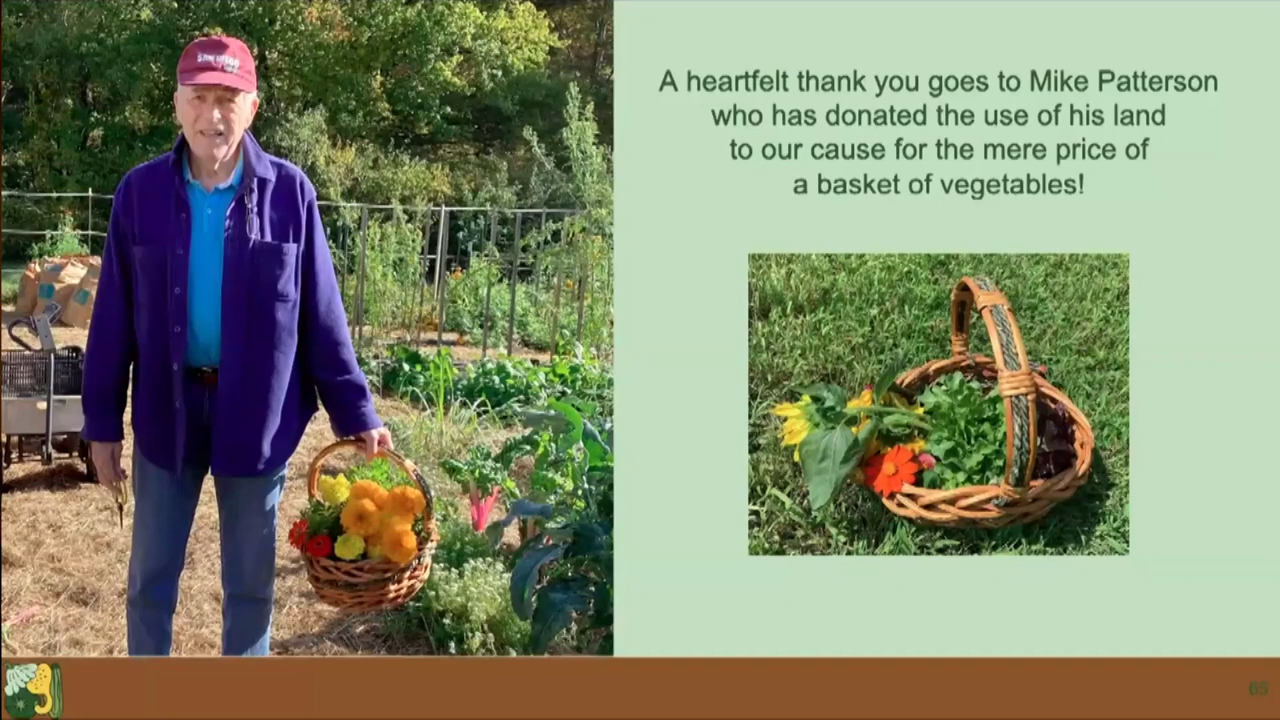 A heartfelt thank you goes to Mike Patterson
who has donated the use of his land
to our cause for the mere price of
a basket of vegetables!
65